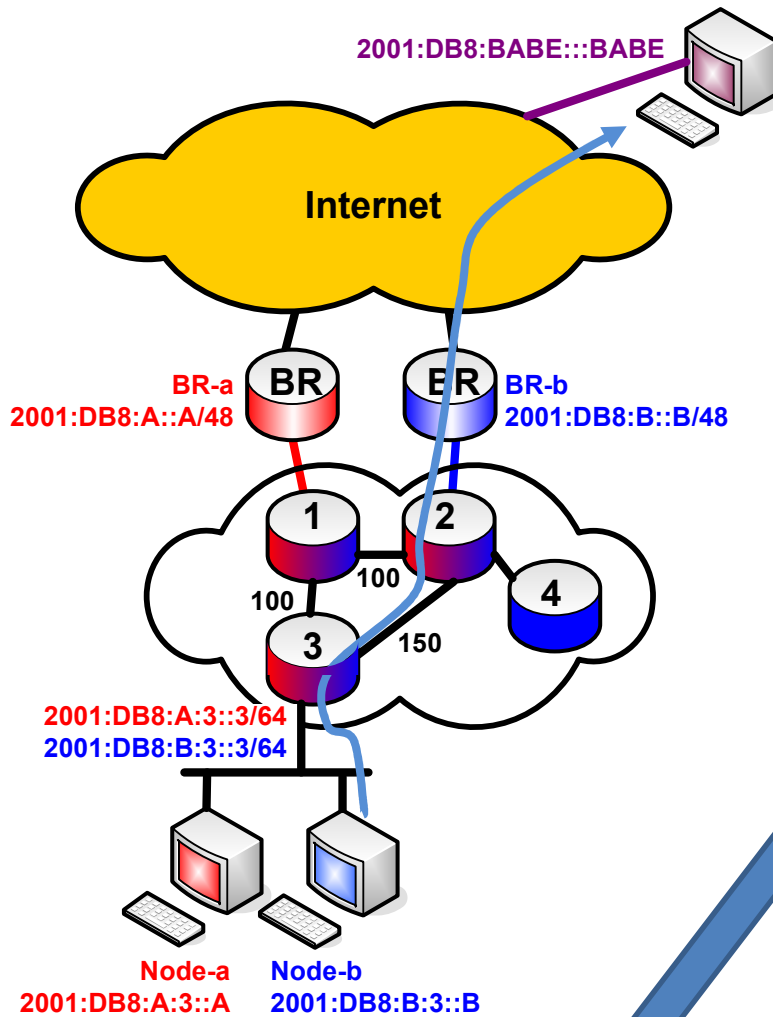 2001:DB8:BABE:::BABE
Internet
BR
BR
BR-a
2001:DB8:A::A/48
BR-b
2001:DB8:B::B/48
1
2
100
4
100
3
150
2001:DB8:A:3::3/64
2001:DB8:B:3::3/64
Node-a
2001:DB8:A:3::A
Node-b
2001:DB8:B:3::B